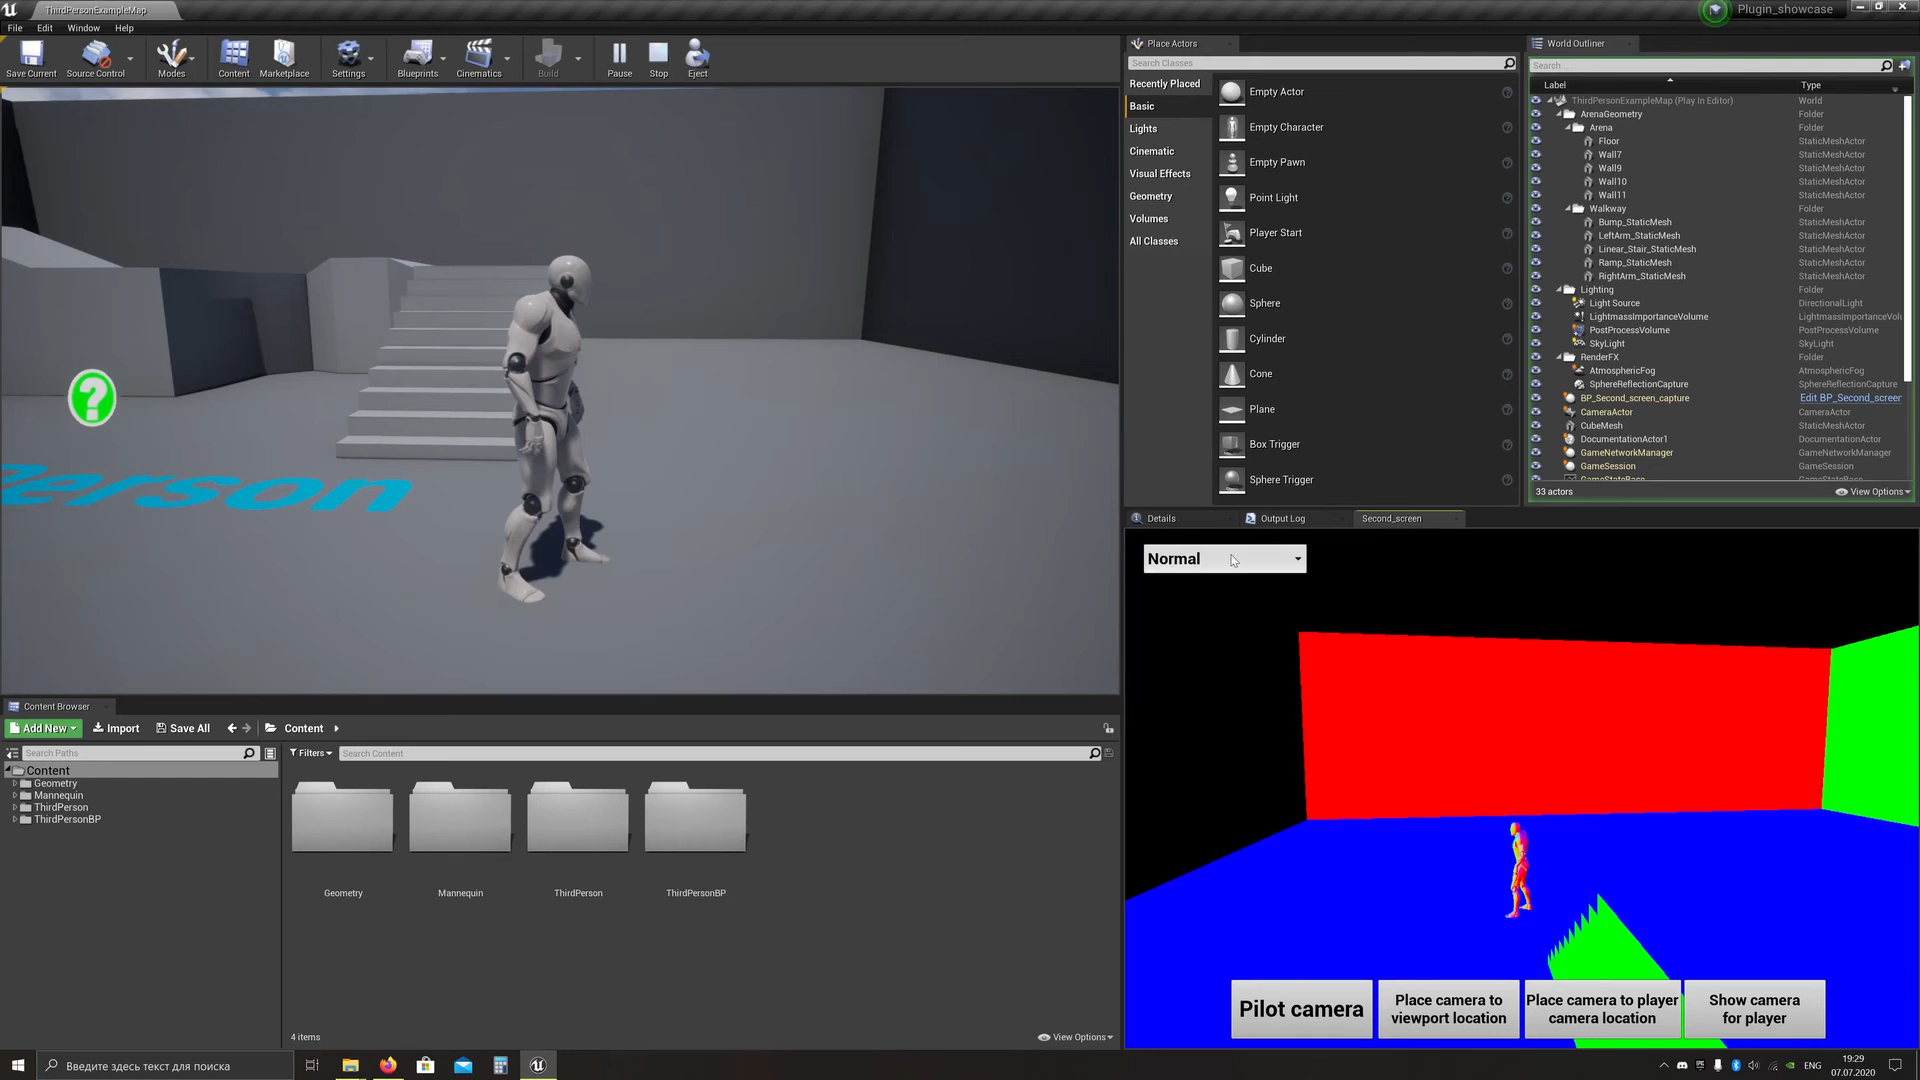 ThirdPersonExampleMap
Plugin_showcase
File
Edit
Window
Help
Save Current
Source Control
Modes
Content
Marketplace
Settings
Blueprints
Cinematics
Build
Pause
Stop
Eject
Person
Place Actors
Search Classes
Recently Placed
Basic
Lights
Cinematic
Visual Effects
Geometry
Volumes
All Classes
Empty Actor
Empty Character
Empty Pawn
Point Light
Player Start
Cube
Sphere
Cylinder
Cone
Plane
Box Trigger
Sphere Trigger
World Outliner
Search...
Label Type
ThirdPersonExampleMap (Play In Editor) World
ArenaGeometry Folder
Arena Folder
Floor StaticMeshActor
Wall7 StaticMeshActor
Wall9 StaticMeshActor
Wall10 StaticMeshActor
Wall11 StaticMeshActor
Walkway Folder
Bump_StaticMesh StaticMeshActor
LeftArm_StaticMesh StaticMeshActor
Linear_Stair_StaticMesh StaticMeshActor
Ramp_StaticMesh StaticMeshActor
RightArm_StaticMesh StaticMeshActor
Lighting Folder
Light Source DirectionalLight
LightmassImportanceVolume LightmassImportanceVolu
PostProcessVolume PostProcessVolume
SkyLight SkyLight
RenderFX Folder
AtmosphericFog AtmosphericFog
SphereReflectionCapture SphereReflectionCapture
BP_Second_screen_capture Edit BP_Second_screen
CameraActor CameraActor
CubeMesh StaticMeshActor
DocumentationActor1 DocumentationActor
GameNetworkManager GameNetworkManager
GameSession GameSession
GameStateBase GameStateBase
33 actors
View Options
Details
Output Log
Second_screen
Normal
Pilot camera
Place camera to
viewport location
Place camera to player
camera location
Show camera
for player
Content Browser
Add New
Import
Save All
Content
Search Paths
Filters
Search Content
Content
Geometry
Mannequin
ThirdPerson
ThirdPersonBP
Geometry
Mannequin
ThirdPerson
ThirdPersonBP
4 items
View Options
Введите здесь текст для поиска
ENG
19:29
07.07.2020